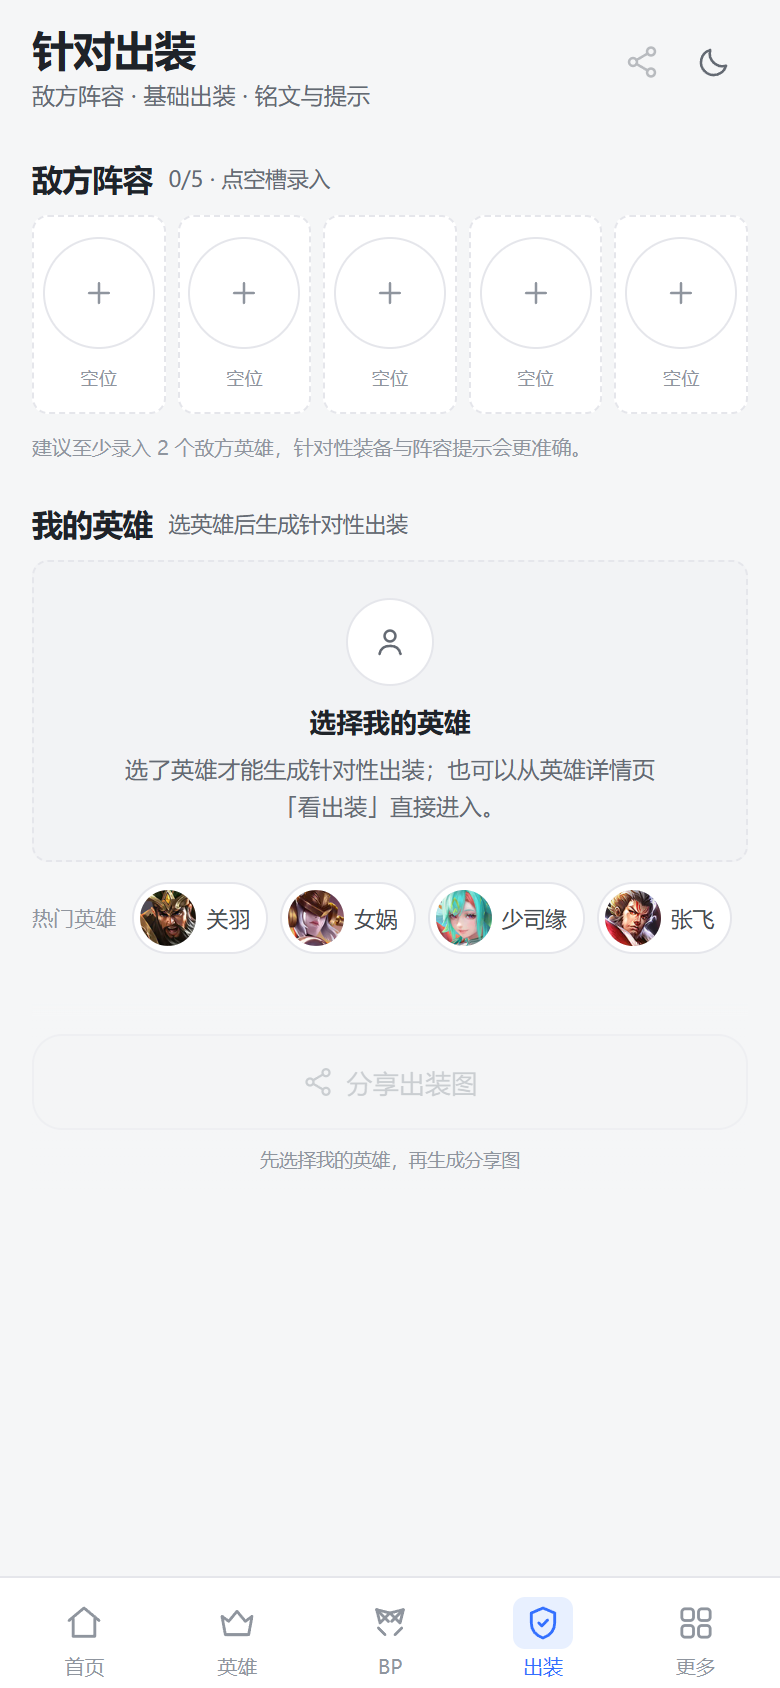 针对出装
敌方阵容 · 基础出装 · 铭文与提示
敌方阵容 0/5 · 点空槽录入
空位 空位 空位 空位 空位
建议至少录入 2 个敌方英雄，针对性装备与阵容提示会更准确。
我的英雄 选英雄后生成针对性出装
选择我的英雄
选了英雄才能生成针对性出装；也可以从英雄详情页
「看出装」直接进入。
热门英雄 关羽 女娲 少司缘 张飞
分享出装图
先选择我的英雄，再生成分享图
首页 英雄 BP 出装 更多